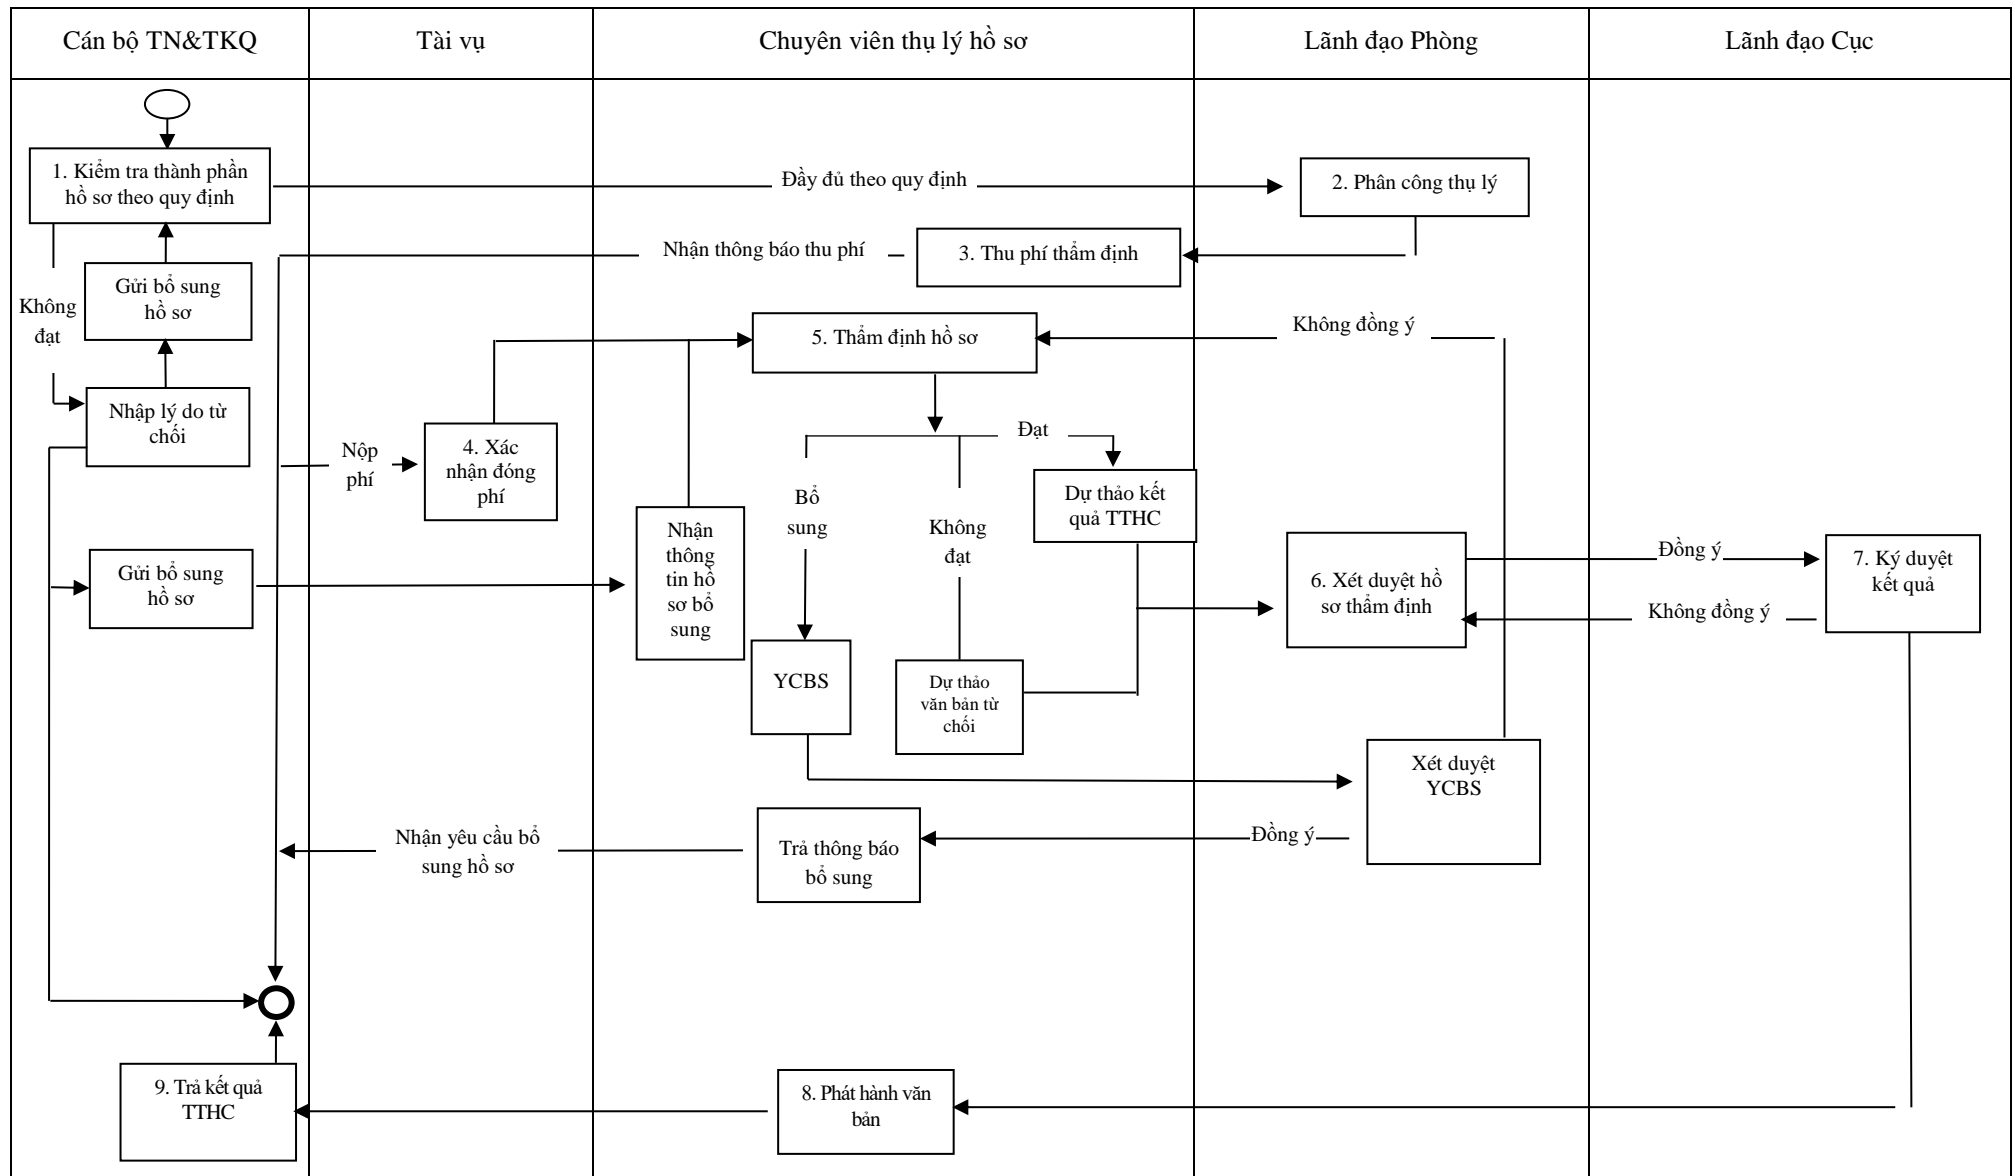 Cán bộ TN&TKQ
Tài vụ
Chuyên viên thụ lý hồ sơ
Lãnh đạo Phòng
Lãnh đạo Cục
1. Kiểm tra thành phần
hồ sơ theo quy định
Đầy đủ theo quy định
2. Phân công thụ lý
Nhận thông báo thu phí
3. Thu phí thẩm định
Gửi bổ sung
hồ sơ
Không
đạt
5. Thẩm định hồ sơ
Không đồng ý
Nhập lý do từ
chối
Nộp
phí
4. Xác
nhận đóng
phí
Đạt
Bổ
sung
Không
đạt
Dự thảo kết
quả TTHC
Nhận
thông
tin hồ
sơ bổ
sung
Gửi bổ sung
hồ sơ
6. Xét duyệt hồ
sơ thẩm định
Đồng ý
7. Ký duyệt
kết quả
Không đồng ý
YCBS
Dự thảo
văn bản từ
chối
Xét duyệt
YCBS
Nhận yêu cầu bổ
sung hồ sơ
Trả thông báo
bổ sung
Đồng ý
9. Trả kết quả
TTHC
8. Phát hành văn
bản